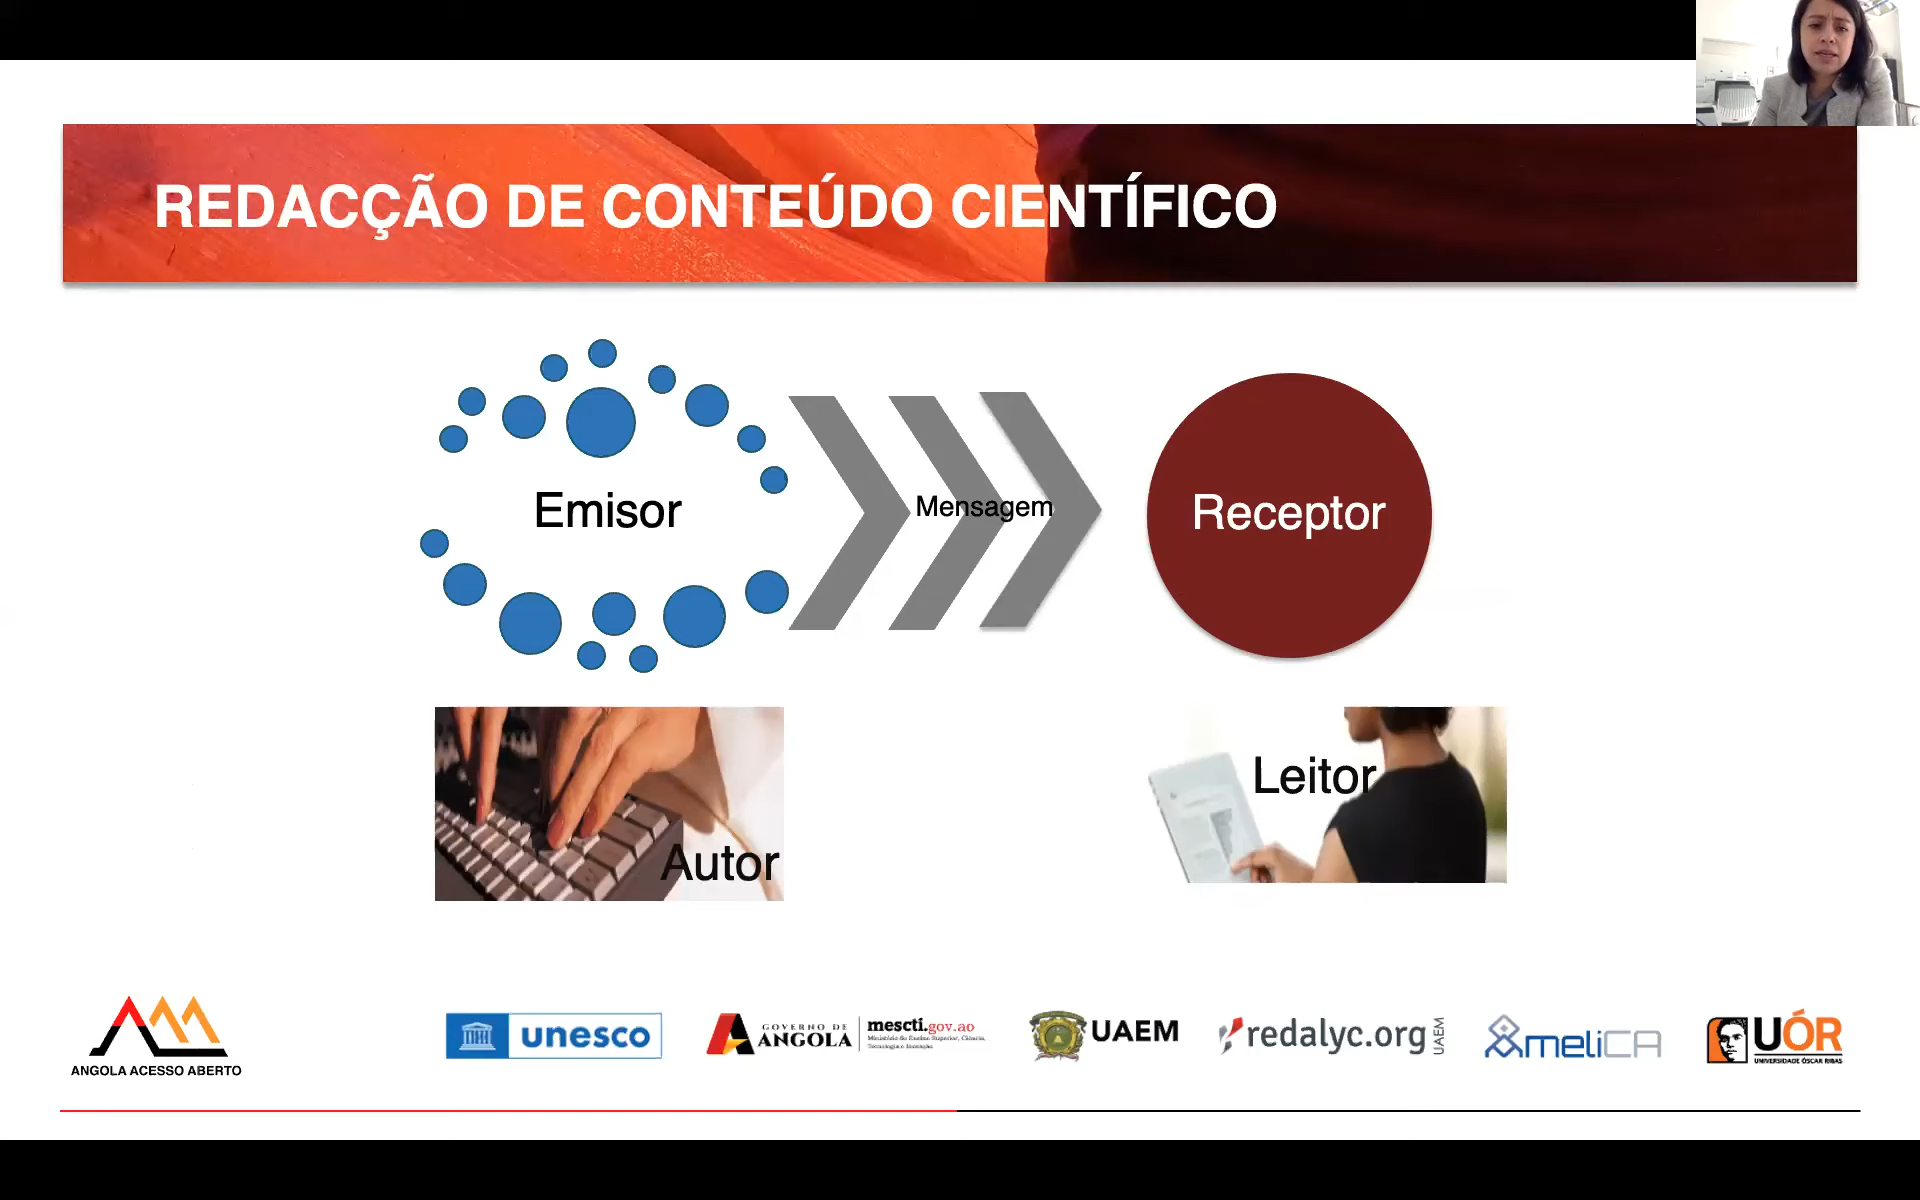 REDACÇÃO DE CONTEÚDO CIENTÍFICO
Emisor
Mensagem
Receptor
Autor
Leitor
ANGOLA ACESSO ABERTO
unesco
GOVERNO DE
ANGOLA
mescti.gov.ao
Ministério do Ensino Superior, Ciência,
Tecnologia e Inovação
UAEM
redalyc.org
UAEM
AmeliCA
UÓR
UNIVERSIDADE ÓSCAR RIBAS